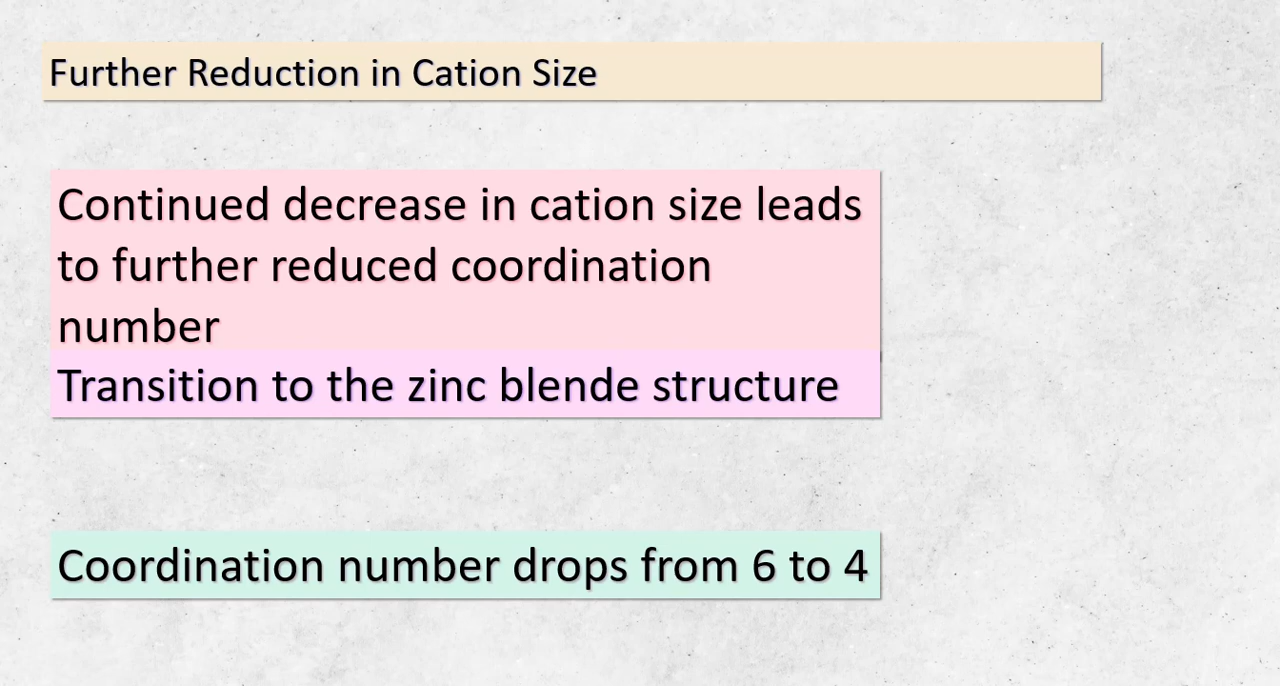 Further Reduction in Cation Size
Continued decrease in cation size leads
to further reduced coordination
number
Transition to the zinc blende structure
Coordination number drops from 6 to 4